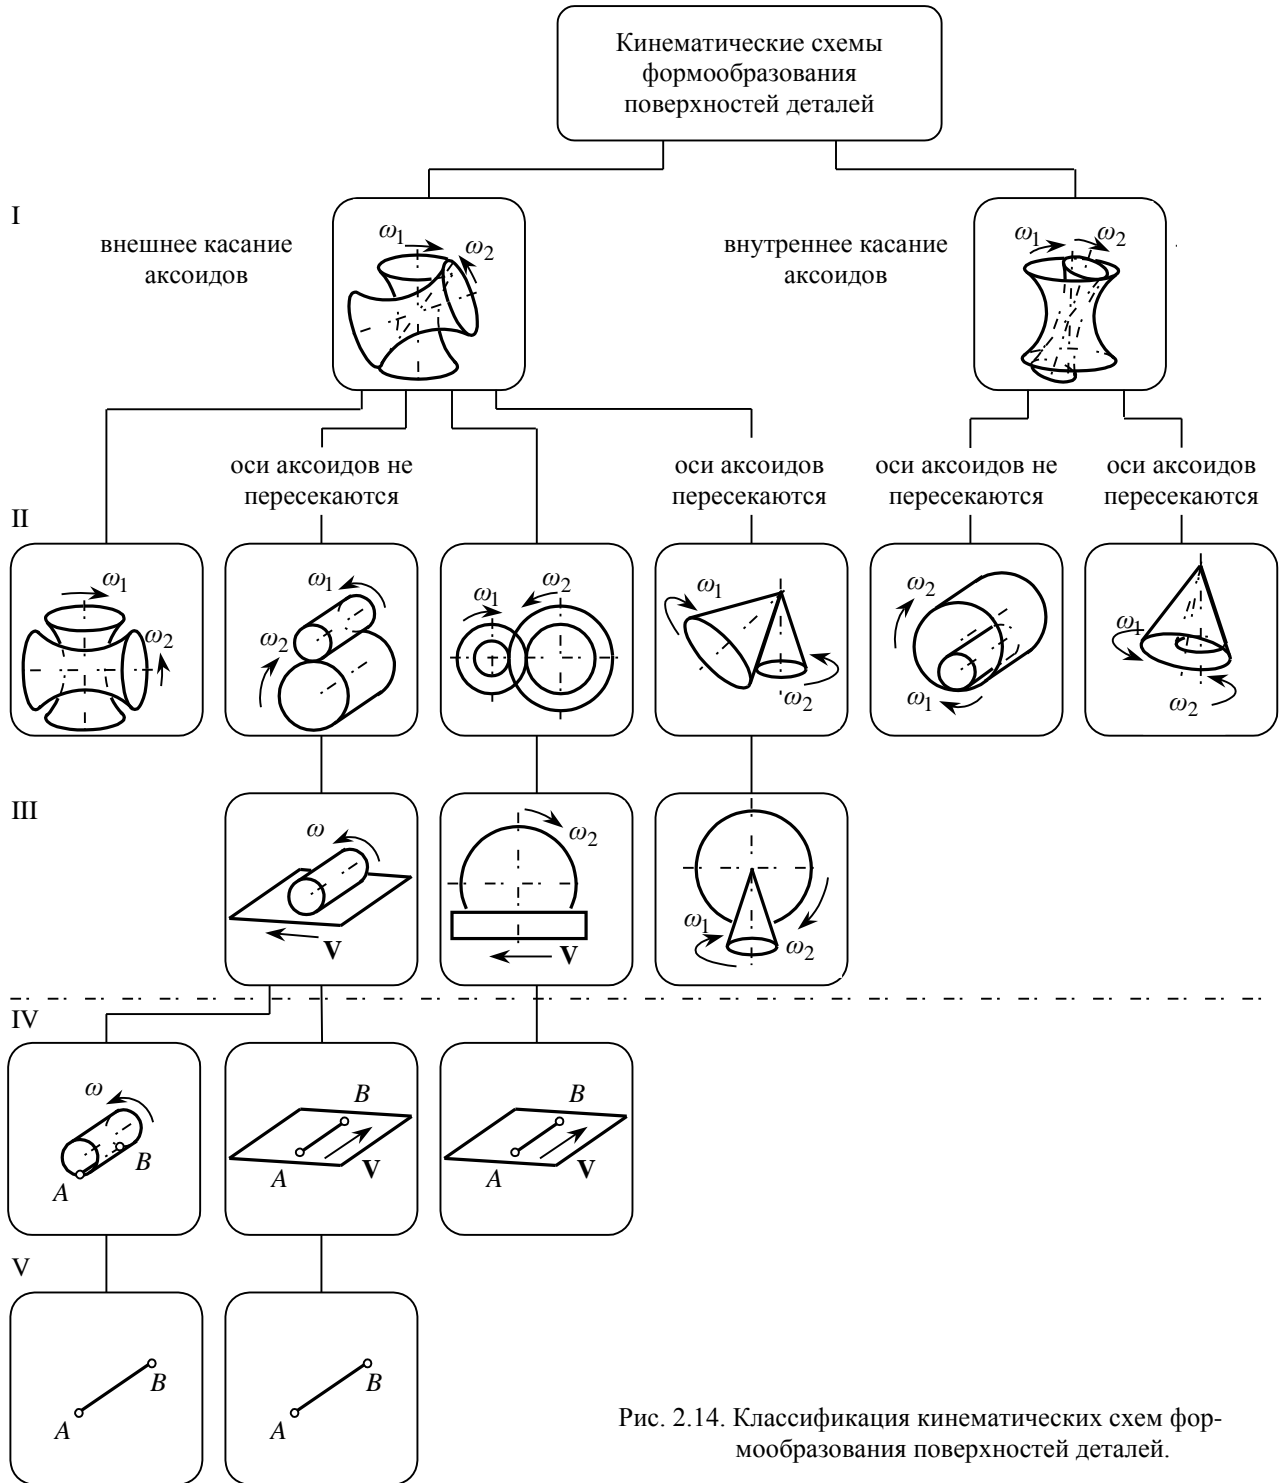 Кинематические схемы
формообразования
поверхностей деталей
I
внешнее касание
аксоидов
ω1
ω2
внутреннее касание
аксоидов
ω1
ω2
оси аксоидов не
пересекаются
оси аксоидов
пересекаются
оси аксоидов не
пересекаются
оси аксоидов
пересекаются
II
ω1
ω2
ω1
ω2
ω1
ω2
ω1
ω2
ω2
ω1
ω1
ω2
III
ω
V
ω2
V
ω1
ω2
IV
ω
B
A
B
A
V
B
A
V
V
B
A
B
A
Рис. 2.14. Классификация кинематических схем фор-
мообразования поверхностей деталей.